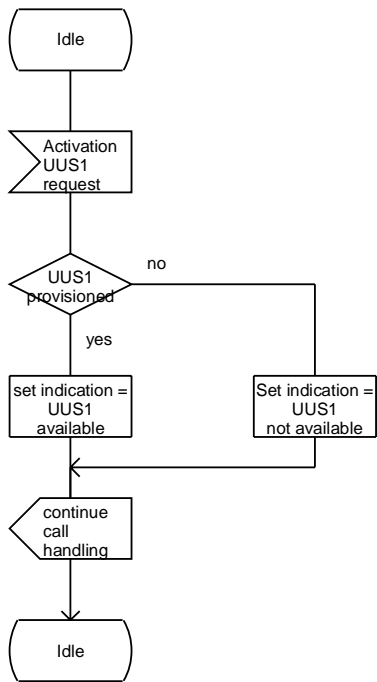 Idle
Activation
UUS1
request
UUS1
provisioned
no
yes
set indication =
UUS1
available
Set indication =
UUS1
not available
continue
call
handling
Idle